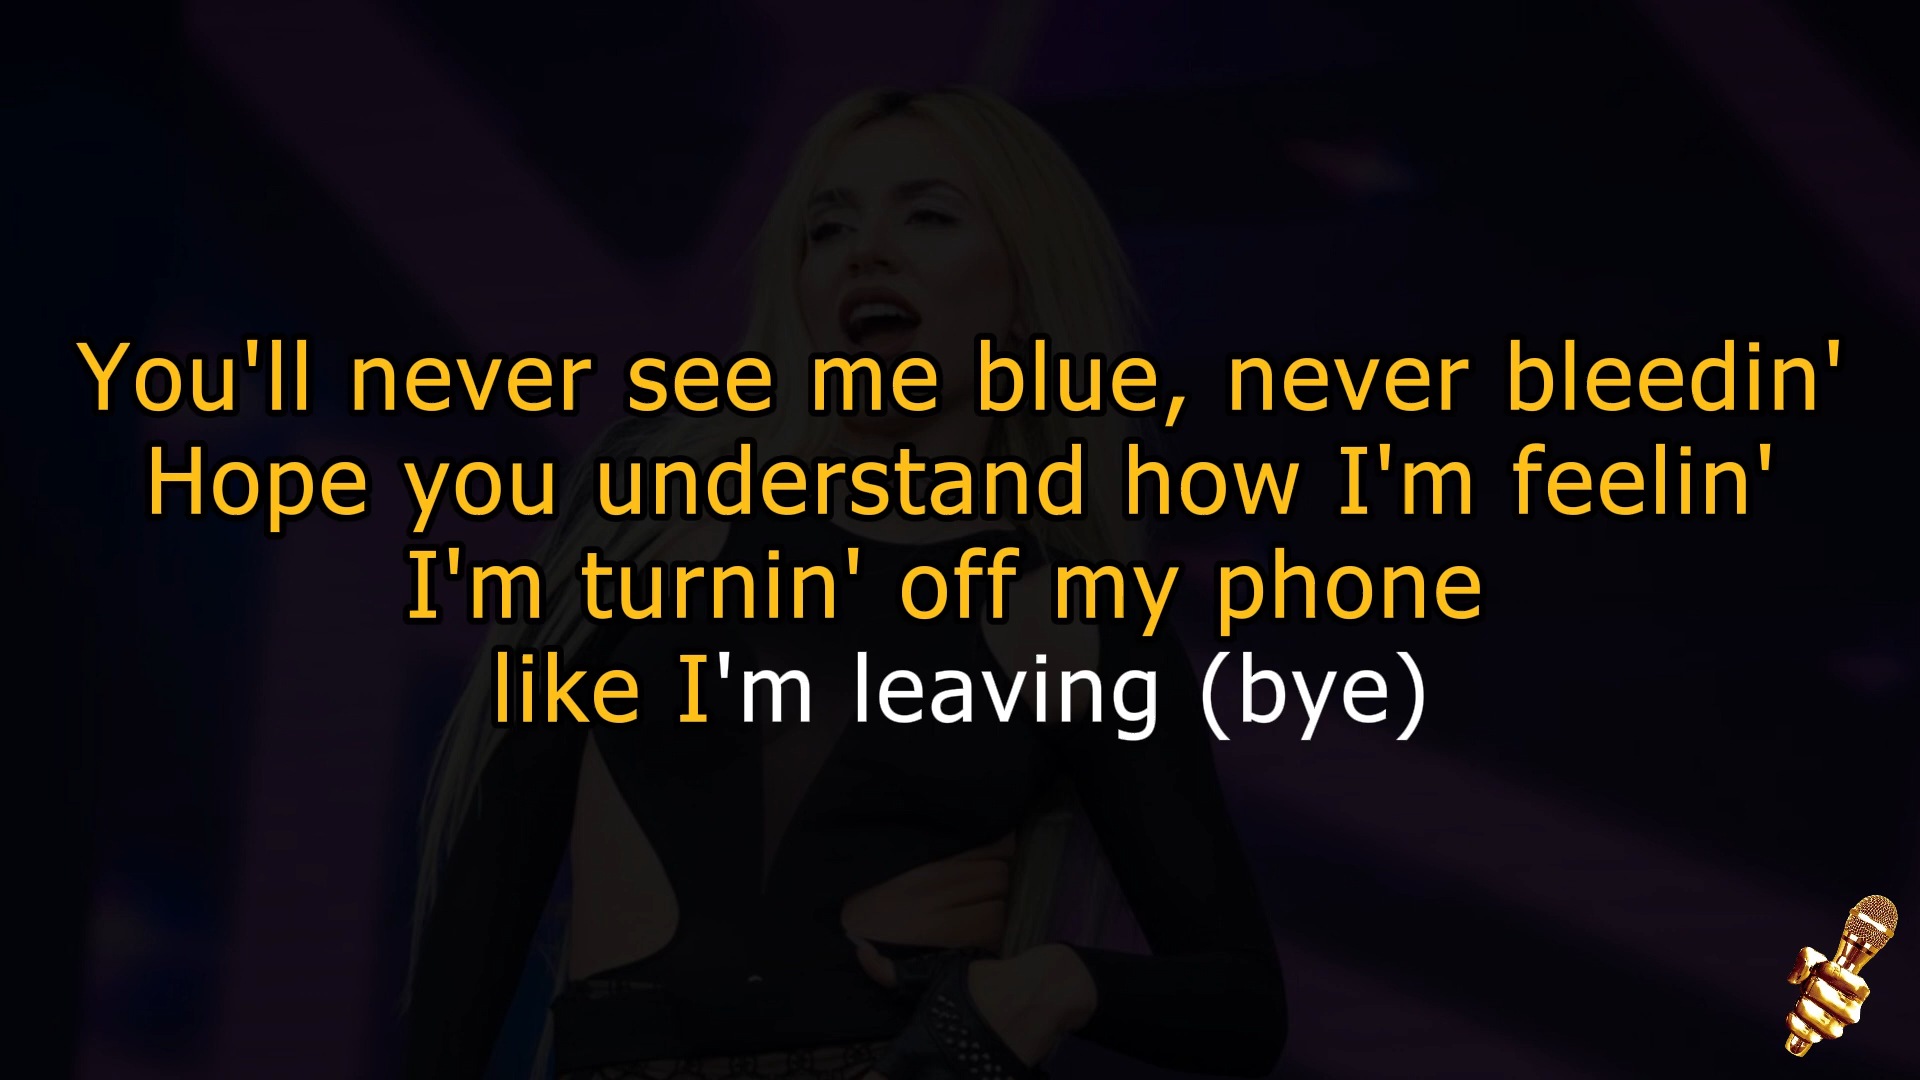 You'll never see me blue, never bleedin'
Hope you understand how I'm feelin'
I'm turnin' off my phone
like I'm leaving (bye)